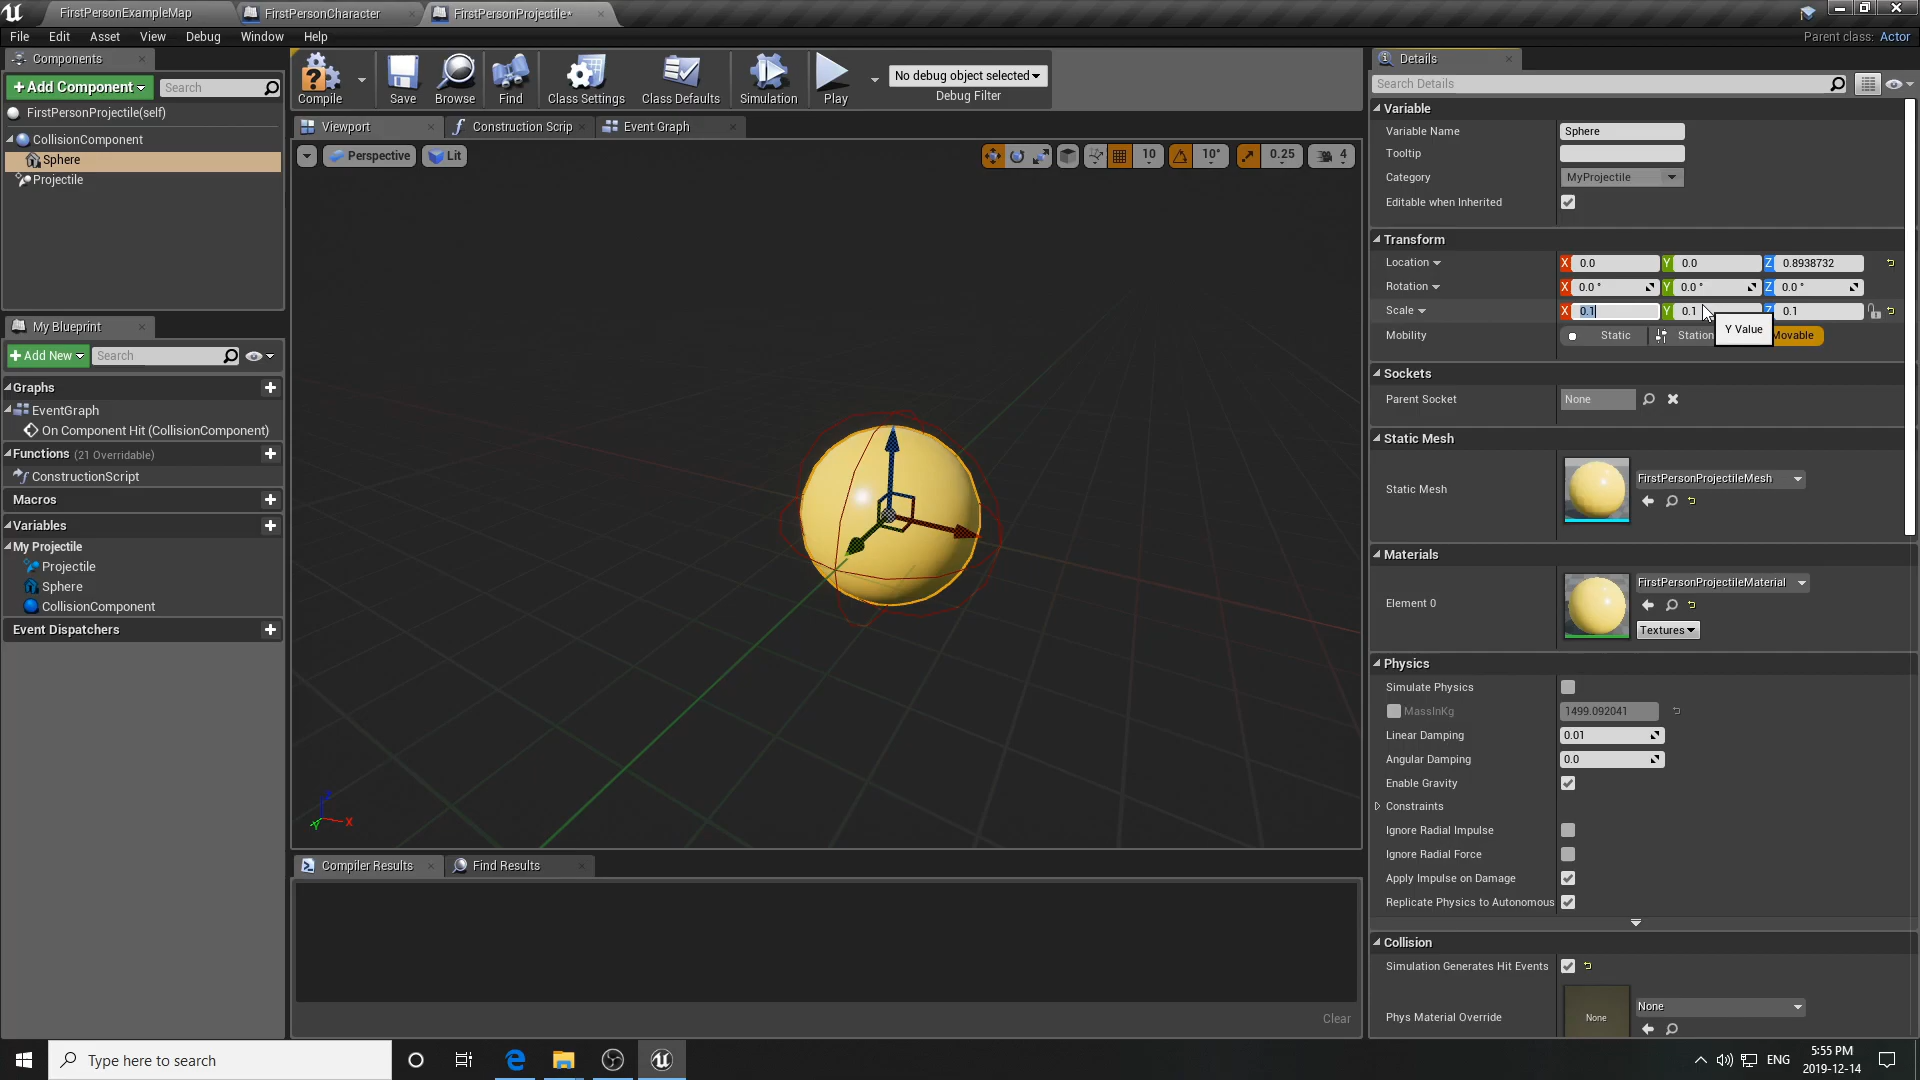 FirstPersonExampleMap
FirstPersonCharacter
FirstPersonProjectile*
File Edit Asset View Debug Window Help
Parent class: Actor
Components
+Add Component
Search
FirstPersonProjectile(self)
CollisionComponent
Sphere
Projectile
My Blueprint
+Add New
Search
Graphs
EventGraph
On Component Hit (CollisionComponent)
Functions (21 Overridable)
ConstructionScript
Macros
Variables
My Projectile
Projectile
Sphere
CollisionComponent
Event Dispatchers
Compile
Save
Browse
Find
Class Settings
Class Defaults
Simulation
Play
No debug object selected
Debug Filter
Viewport
Construction Scrip
Event Graph
Perspective
Lit
10
10°
0.25
4
Z
X
Y
Compiler Results
Find Results
Clear
Details
Search Details
Variable
Variable Name Sphere
Tooltip
Category MyProjectile
Editable when Inherited
Transform
Location X 0.0 Y 0.0 Z 0.8938732
Rotation X 0.0 ° Y 0.0 ° Z 0.0 °
Scale X 0.1 Y 0.1 Z 0.1
Y Value
Mobility Static Station Movable
Sockets
Parent Socket None
Static Mesh
Static Mesh FirstPersonProjectileMesh
Materials
Element 0 FirstPersonProjectileMaterial
Textures
Physics
Simulate Physics
MassInKg 1499.092041
Linear Damping 0.01
Angular Damping 0.0
Enable Gravity
Constraints
Ignore Radial Impulse
Ignore Radial Force
Apply Impulse on Damage
Replicate Physics to Autonomous
Collision
Simulation Generates Hit Events
Phys Material Override None None
Type here to search
ENG
5:55 PM
2019-12-14